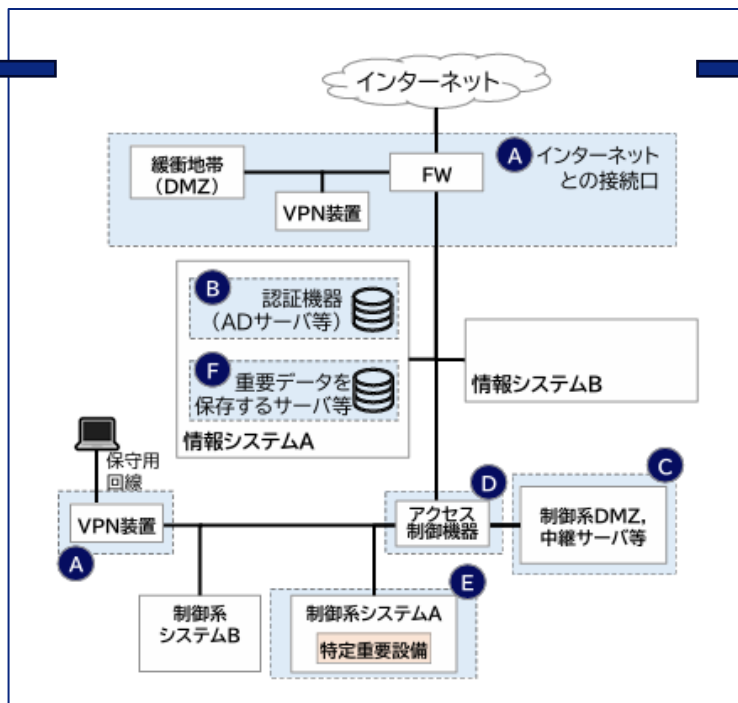 インターネット
A
インターネット
との接続口
緩衝地帯
（DMZ）
FW
VPN装置
B
認証機器
（ADサーバ等）
F
重要データを
保存するサーバ等
情報システムA
情報システムB
保守用
回線
VPN装置
A
D
アクセス
制御機器
C
制御系DMZ，
中継サーバ等
制御系
システムB
E
制御系システムA
特定重要設備